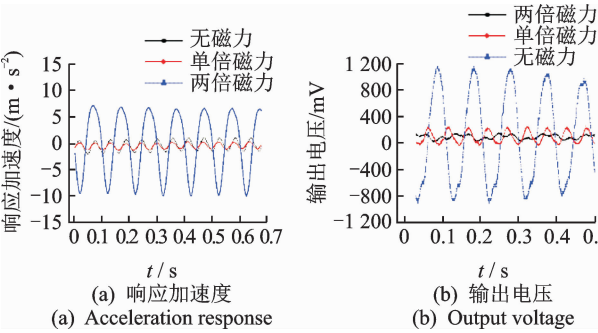 无磁力
单倍磁力
两倍磁力
响应加速度/(m·s⁻²)
15
10
5
0
−5
−10
−15
0 0.1 0.2 0.3 0.4 0.5 0.6 0.7
t / s
(a) 响应加速度
(a) Acceleration response
两倍磁力
单倍磁力
无磁力
输出电压/mV
1 200
800
400
0
−400
−800
−1 200
0 0.1 0.2 0.3 0.4 0.
t / s
(b) 输出电压
(b) Output voltage